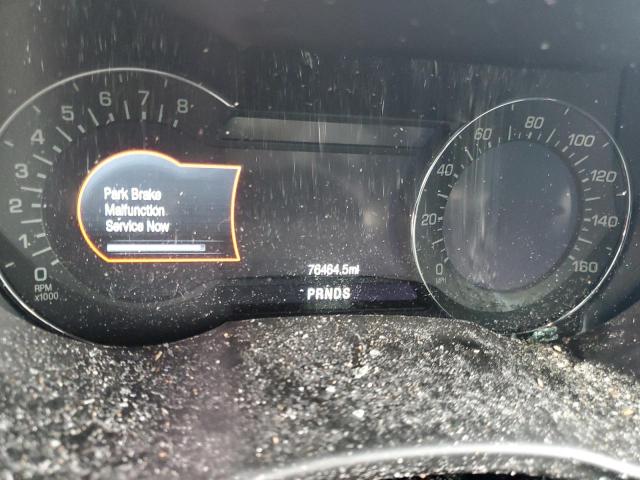 5 6 7 8
4
3
2
1
0
RPM
x1000
Park Brake
Malfunction
Service Now
76464.5mi
PRNDS
0 20 40 60 80 100 120 140 160
MPH